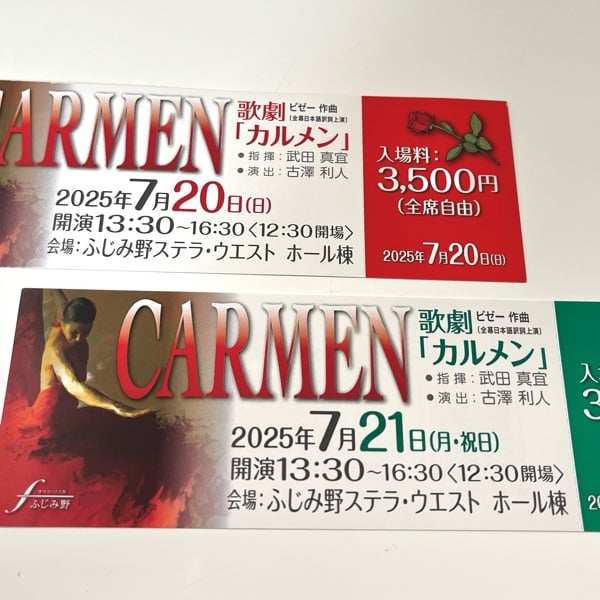 CARMEN
歌劇 ビゼー 作曲
(全幕日本語訳詞上演)
「カルメン」
●指揮:武田 真宜
●演出:古澤 利人
2025年7月20日(日)
開演13:30~16:30<12:30開場>
会場:ふじみ野ステラ・ウエスト ホール棟
入場料:
3,500円
(全席自由)
2025年7月20日(日)
CARMEN
歌劇 ビゼー 作曲
(全幕日本語訳詞上演)
「カルメン」
●指揮:武田 真宜
●演出:古澤 利人
2025年7月21日(月・祝日)
開演13:30~16:30<12:30開場>
会場:ふじみ野ステラ・ウエスト ホール棟
ふじみ野
入
3
20